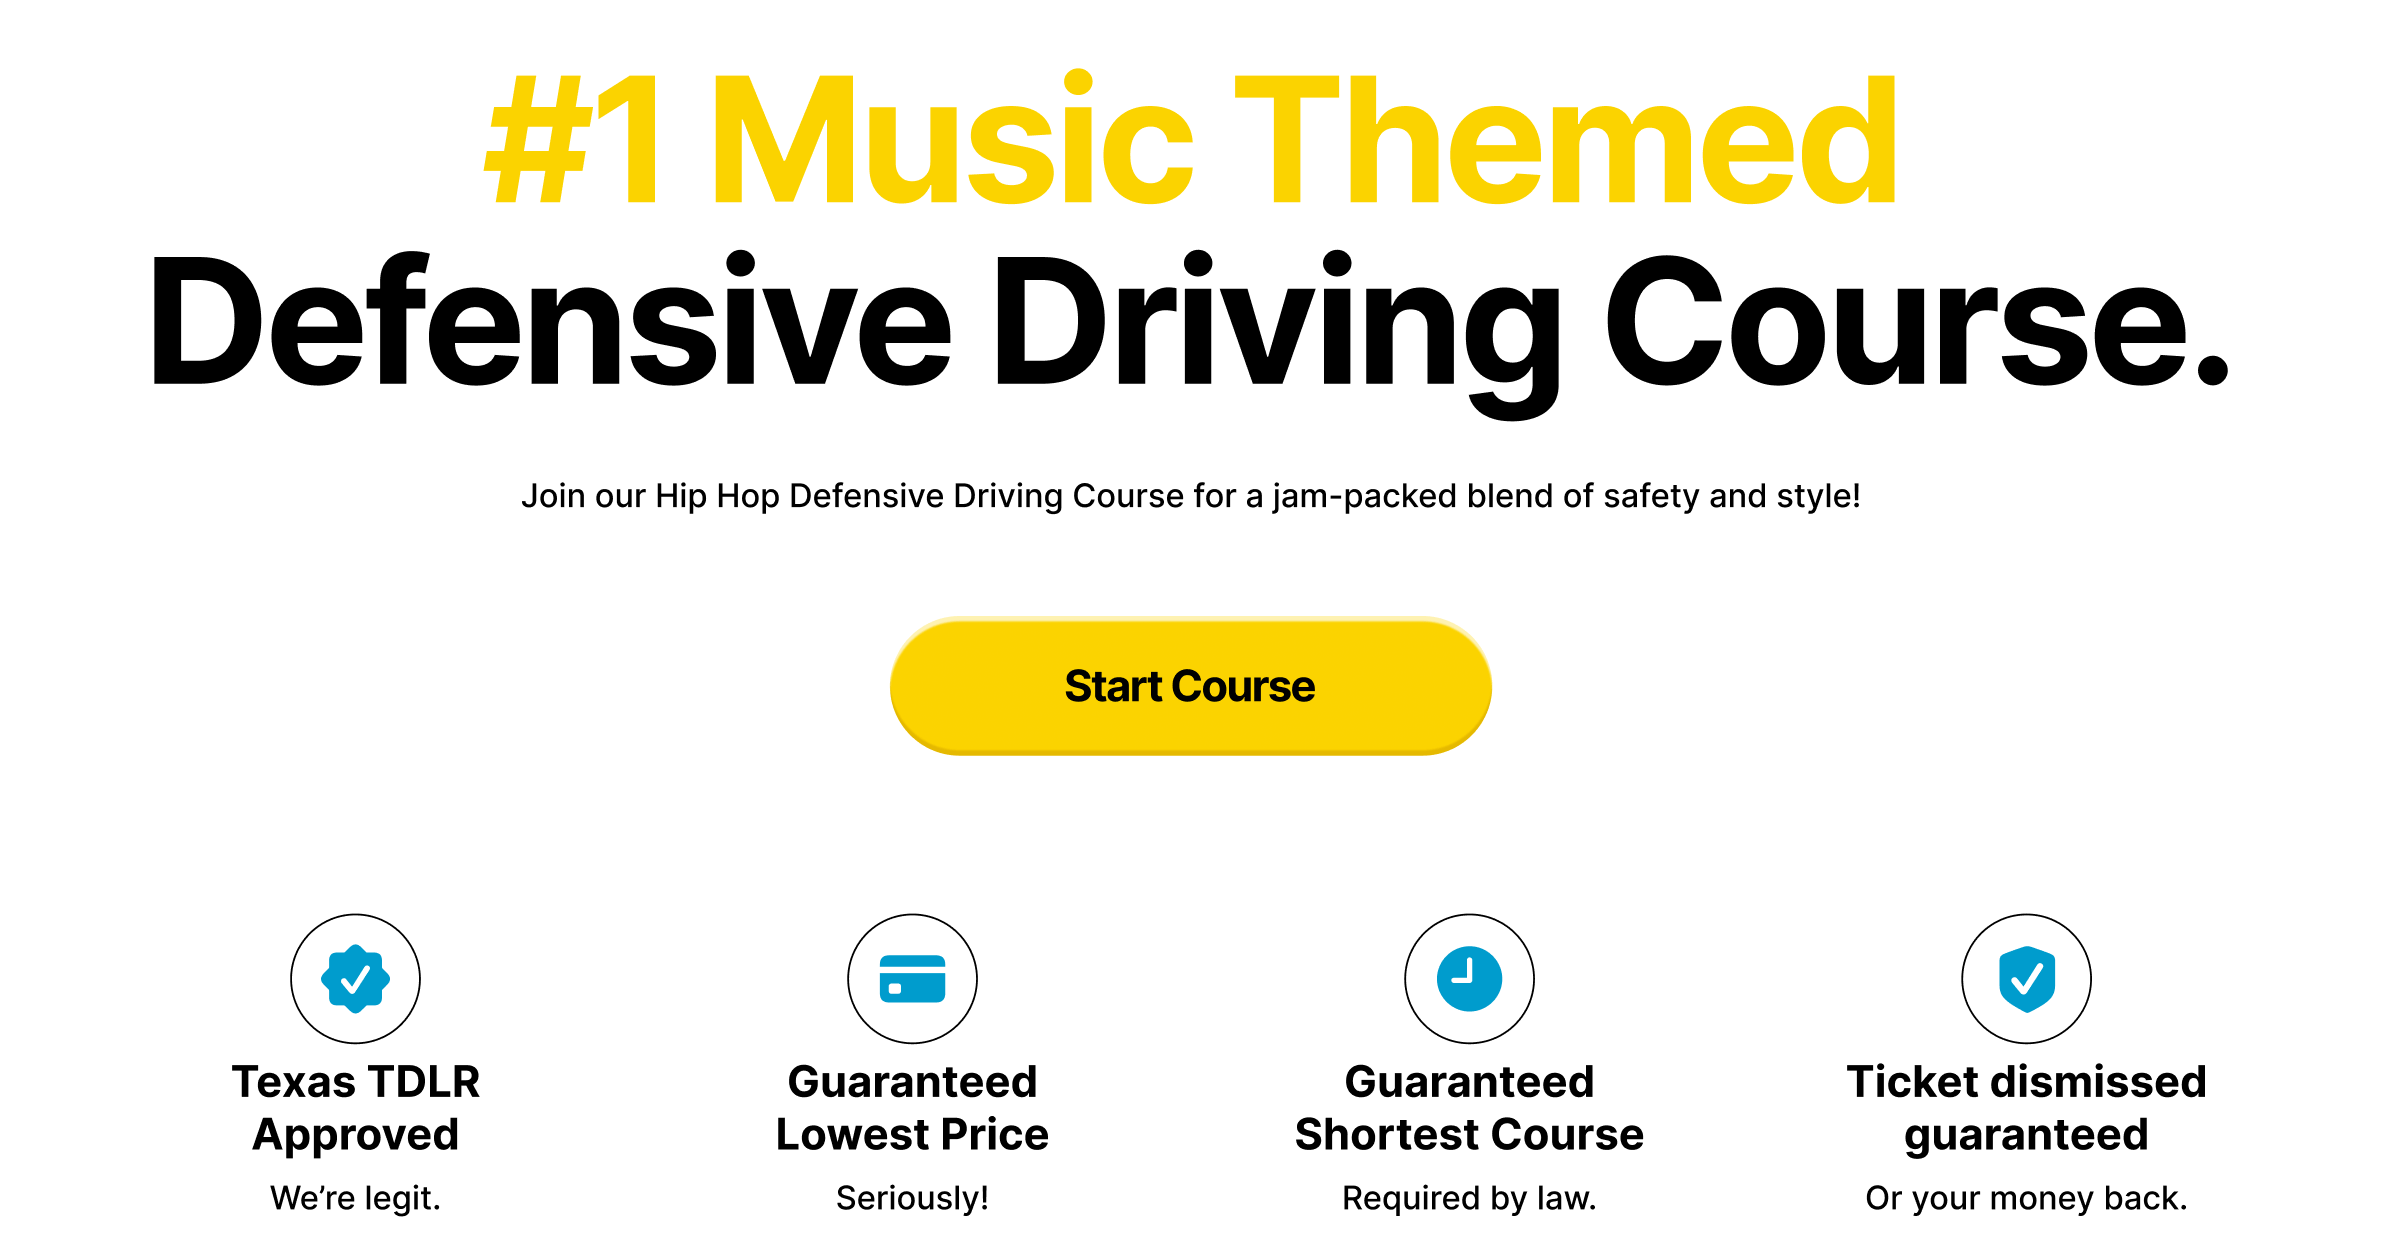 #1 Music Themed
Defensive Driving Course.
Join our Hip Hop Defensive Driving Course for a jam-packed blend of safety and style!
Start Course
Texas TDLR
Approved
We’re legit.
Guaranteed
Lowest Price
Seriously!
Guaranteed
Shortest Course
Required by law.
Ticket dismissed
guaranteed
Or your money back.